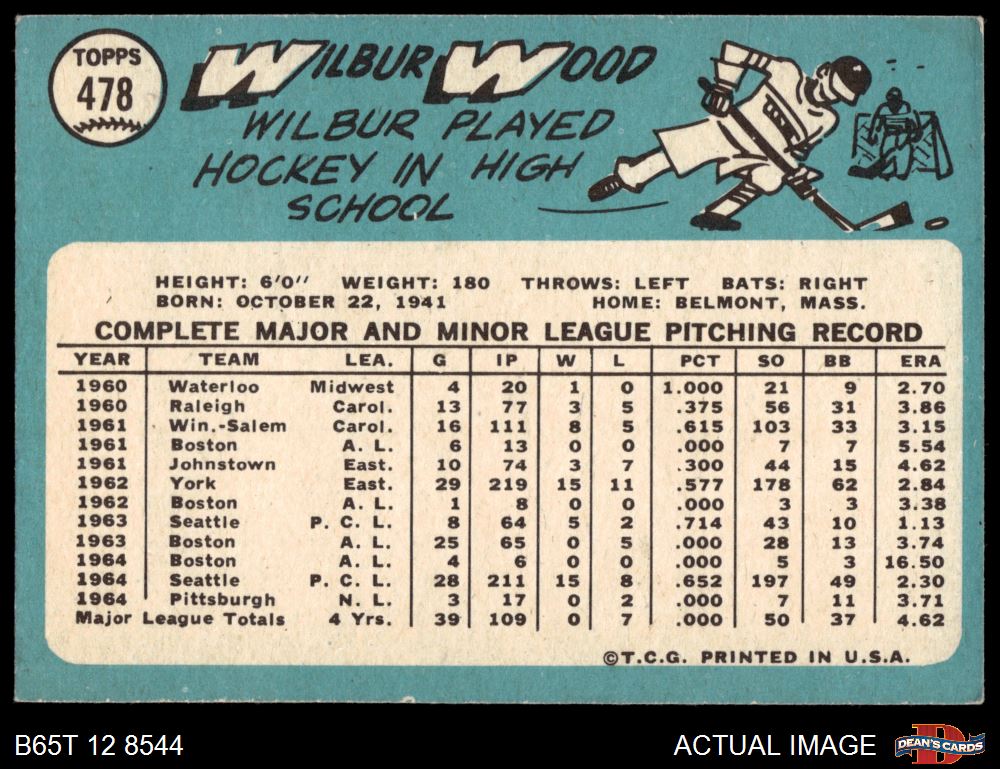 TOPPS
478
WILBUR WOOD
WILBUR PLAYED
HOCKEY IN HIGH
SCHOOL
HEIGHT: 6'0" WEIGHT: 180 THROWS: LEFT BATS: RIGHT
BORN: OCTOBER 22, 1941 HOME: BELMONT, MASS.
COMPLETE MAJOR AND MINOR LEAGUE PITCHING RECORD
YEAR TEAM LEA. G IP W L PCT SO BB ERA
1960 Waterloo Midwest 4 20 1 0 1.000 21 9 2.70
1960 Raleigh Carol. 13 77 3 5 .375 56 31 3.86
1961 Win.-Salem Carol. 16 111 8 5 .615 103 33 3.15
1961 Boston A. L. 6 13 0 0 .000 7 7 5.54
1961 Johnstown East. 10 74 3 7 .300 44 15 4.62
1962 York East. 29 219 15 11 .577 178 62 2.84
1962 Boston A. L. 1 8 0 0 .000 3 3 3.38
1963 Seattle P. C. L. 8 64 5 2 .714 43 10 1.13
1963 Boston A. L. 25 65 0 5 .000 28 13 3.74
1964 Boston A. L. 4 6 0 0 .000 5 3 16.50
1964 Seattle P. C. L. 28 211 15 8 .652 197 49 2.30
1964 Pittsburgh N. L. 3 17 0 2 .000 7 11 3.71
Major League Totals 4 Yrs. 39 109 0 7 .000 50 37 4.62
©T.C.G. PRINTED IN U.S.A.
B65T 12 8544 ACTUAL IMAGE DEAN'S CARDS